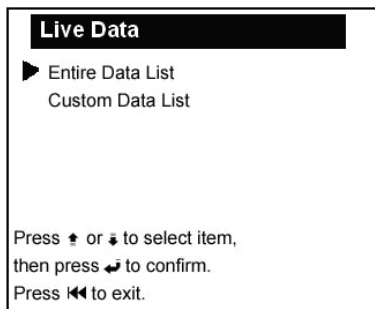 Live Data
Entire Data List
Custom Data List
Press ⬆ or ⬇ to select item,
then press ↵ to confirm.
Press ⏮ to exit.